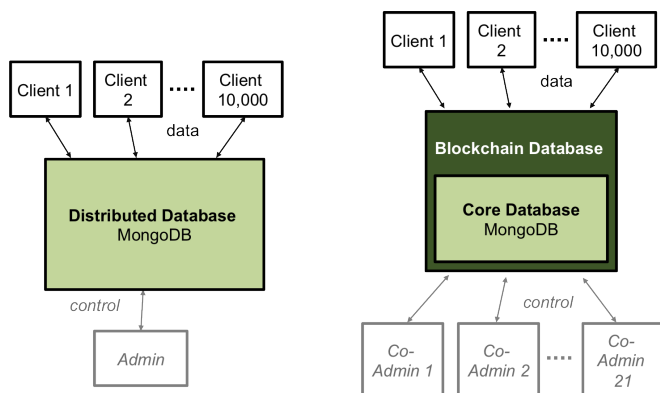 Client 1
Client
2
....
Client
10,000
data
Distributed Database
MongoDB
control
Admin
Client 1
Client
2
....
Client
10,000
data
Blockchain Database
Core Database
MongoDB
control
Co-
Admin 1
Co-
Admin 2
....
Co-
Admin
21